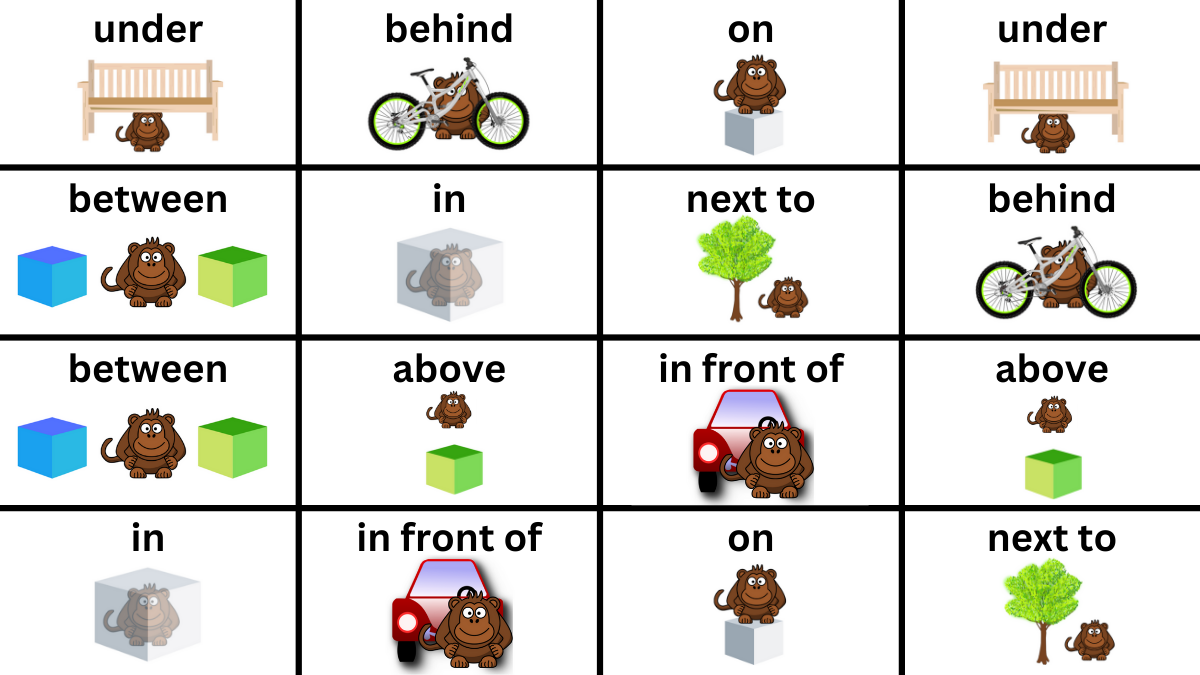 under
behind
on
under
between
in
next to
behind
between
above
in front of
above
in
in front of
on
next to